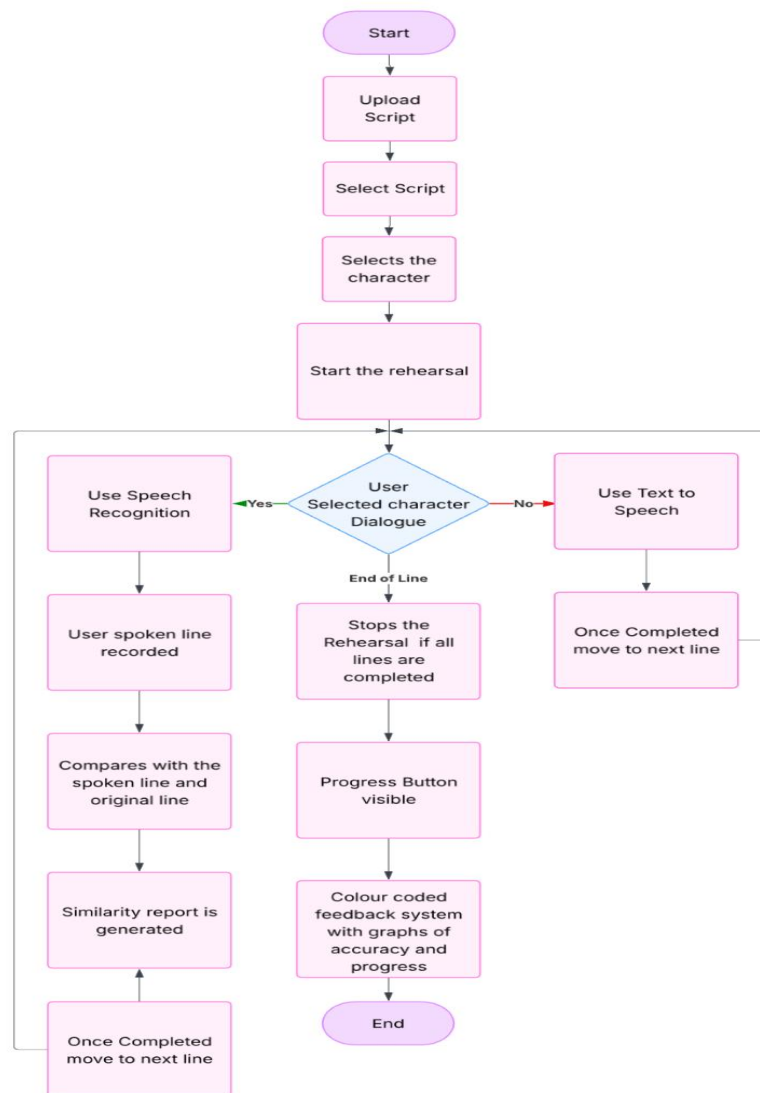 Start
Upload
Script
Select Script
Selects the
character
Start the rehearsal
User
Selected character
Dialogue
Yes
No
End of Line
Use Speech
Recognition
User spoken line
recorded
Compares with the
spoken line and
original line
Similarity report is
generated
Once Completed
move to next line
Stops the
Rehearsal if all
lines are
completed
Progress Button
visible
Colour coded
feedback system
with graphs of
accuracy and
progress
End
Use Text to
Speech
Once Completed
move to next line